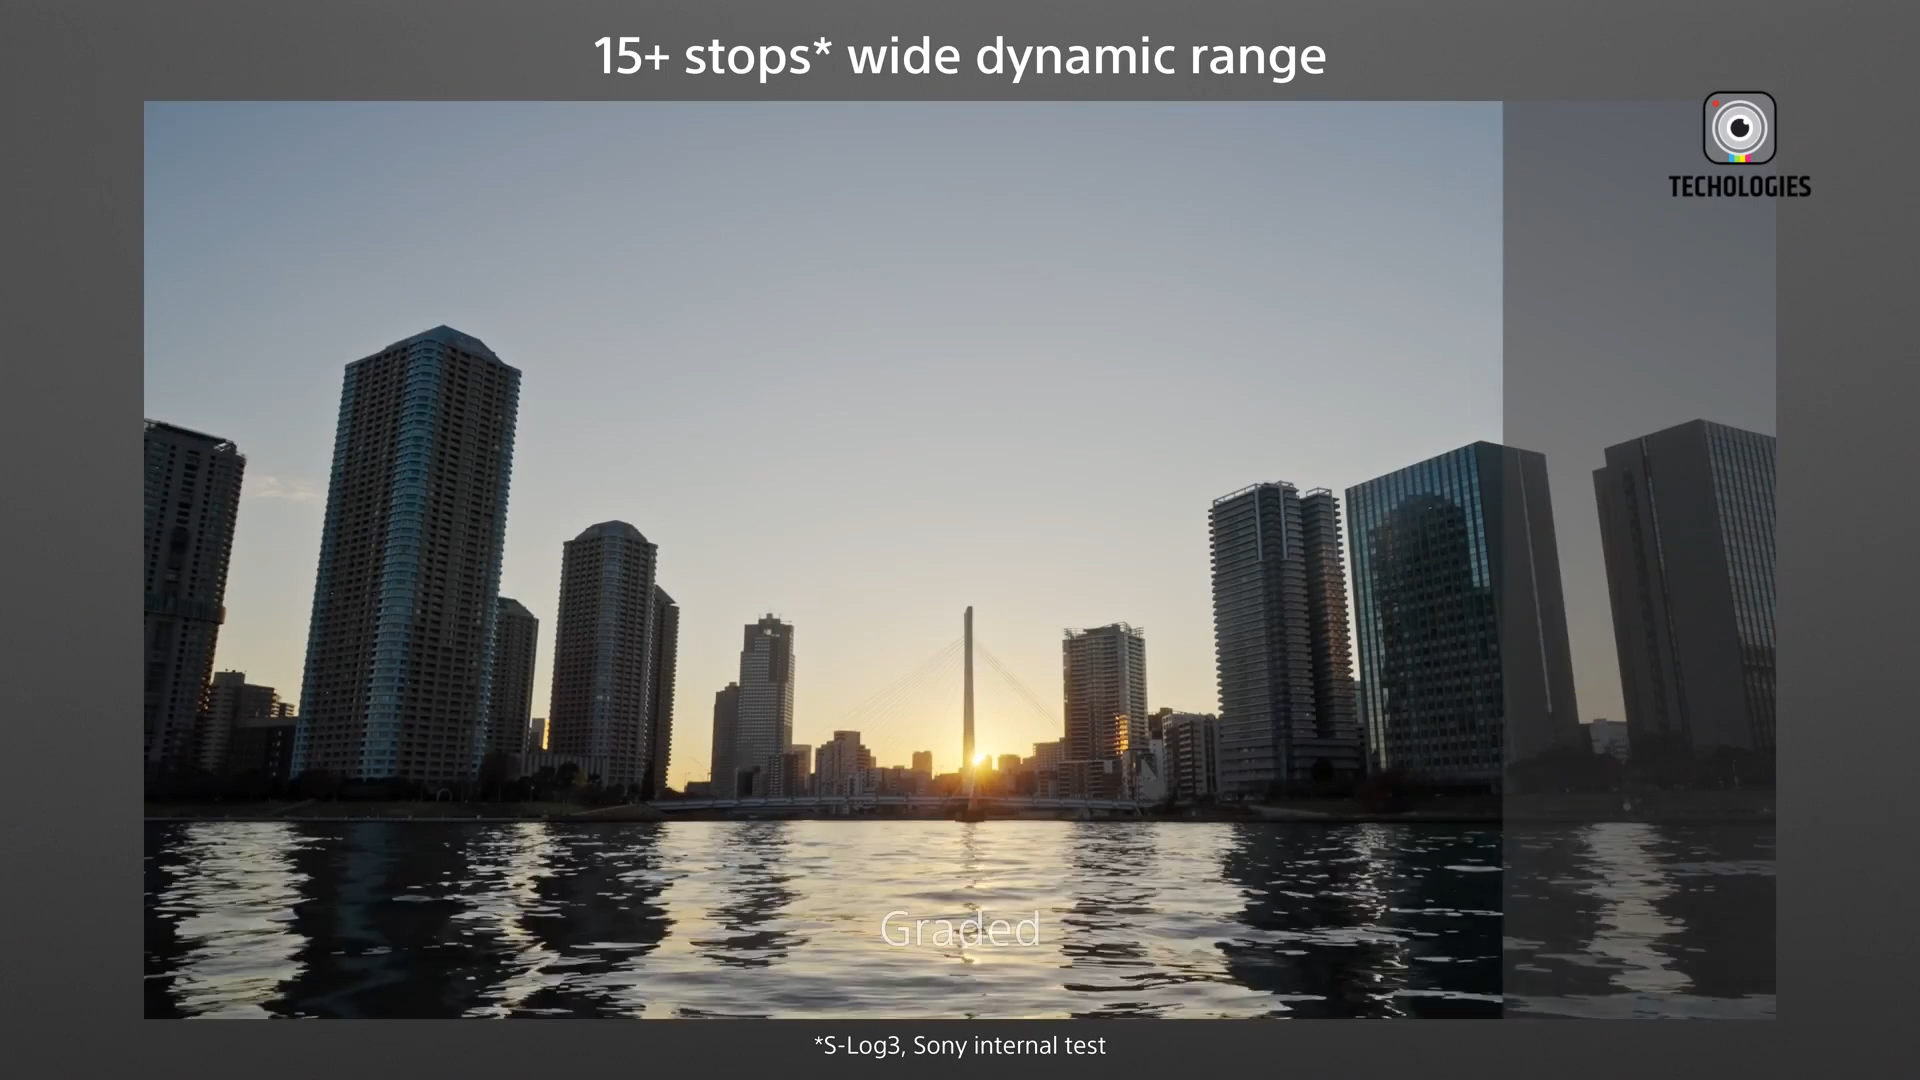 15+ stops* wide dynamic range
TECHOLOGIES
Graded
*S-Log3, Sony internal test